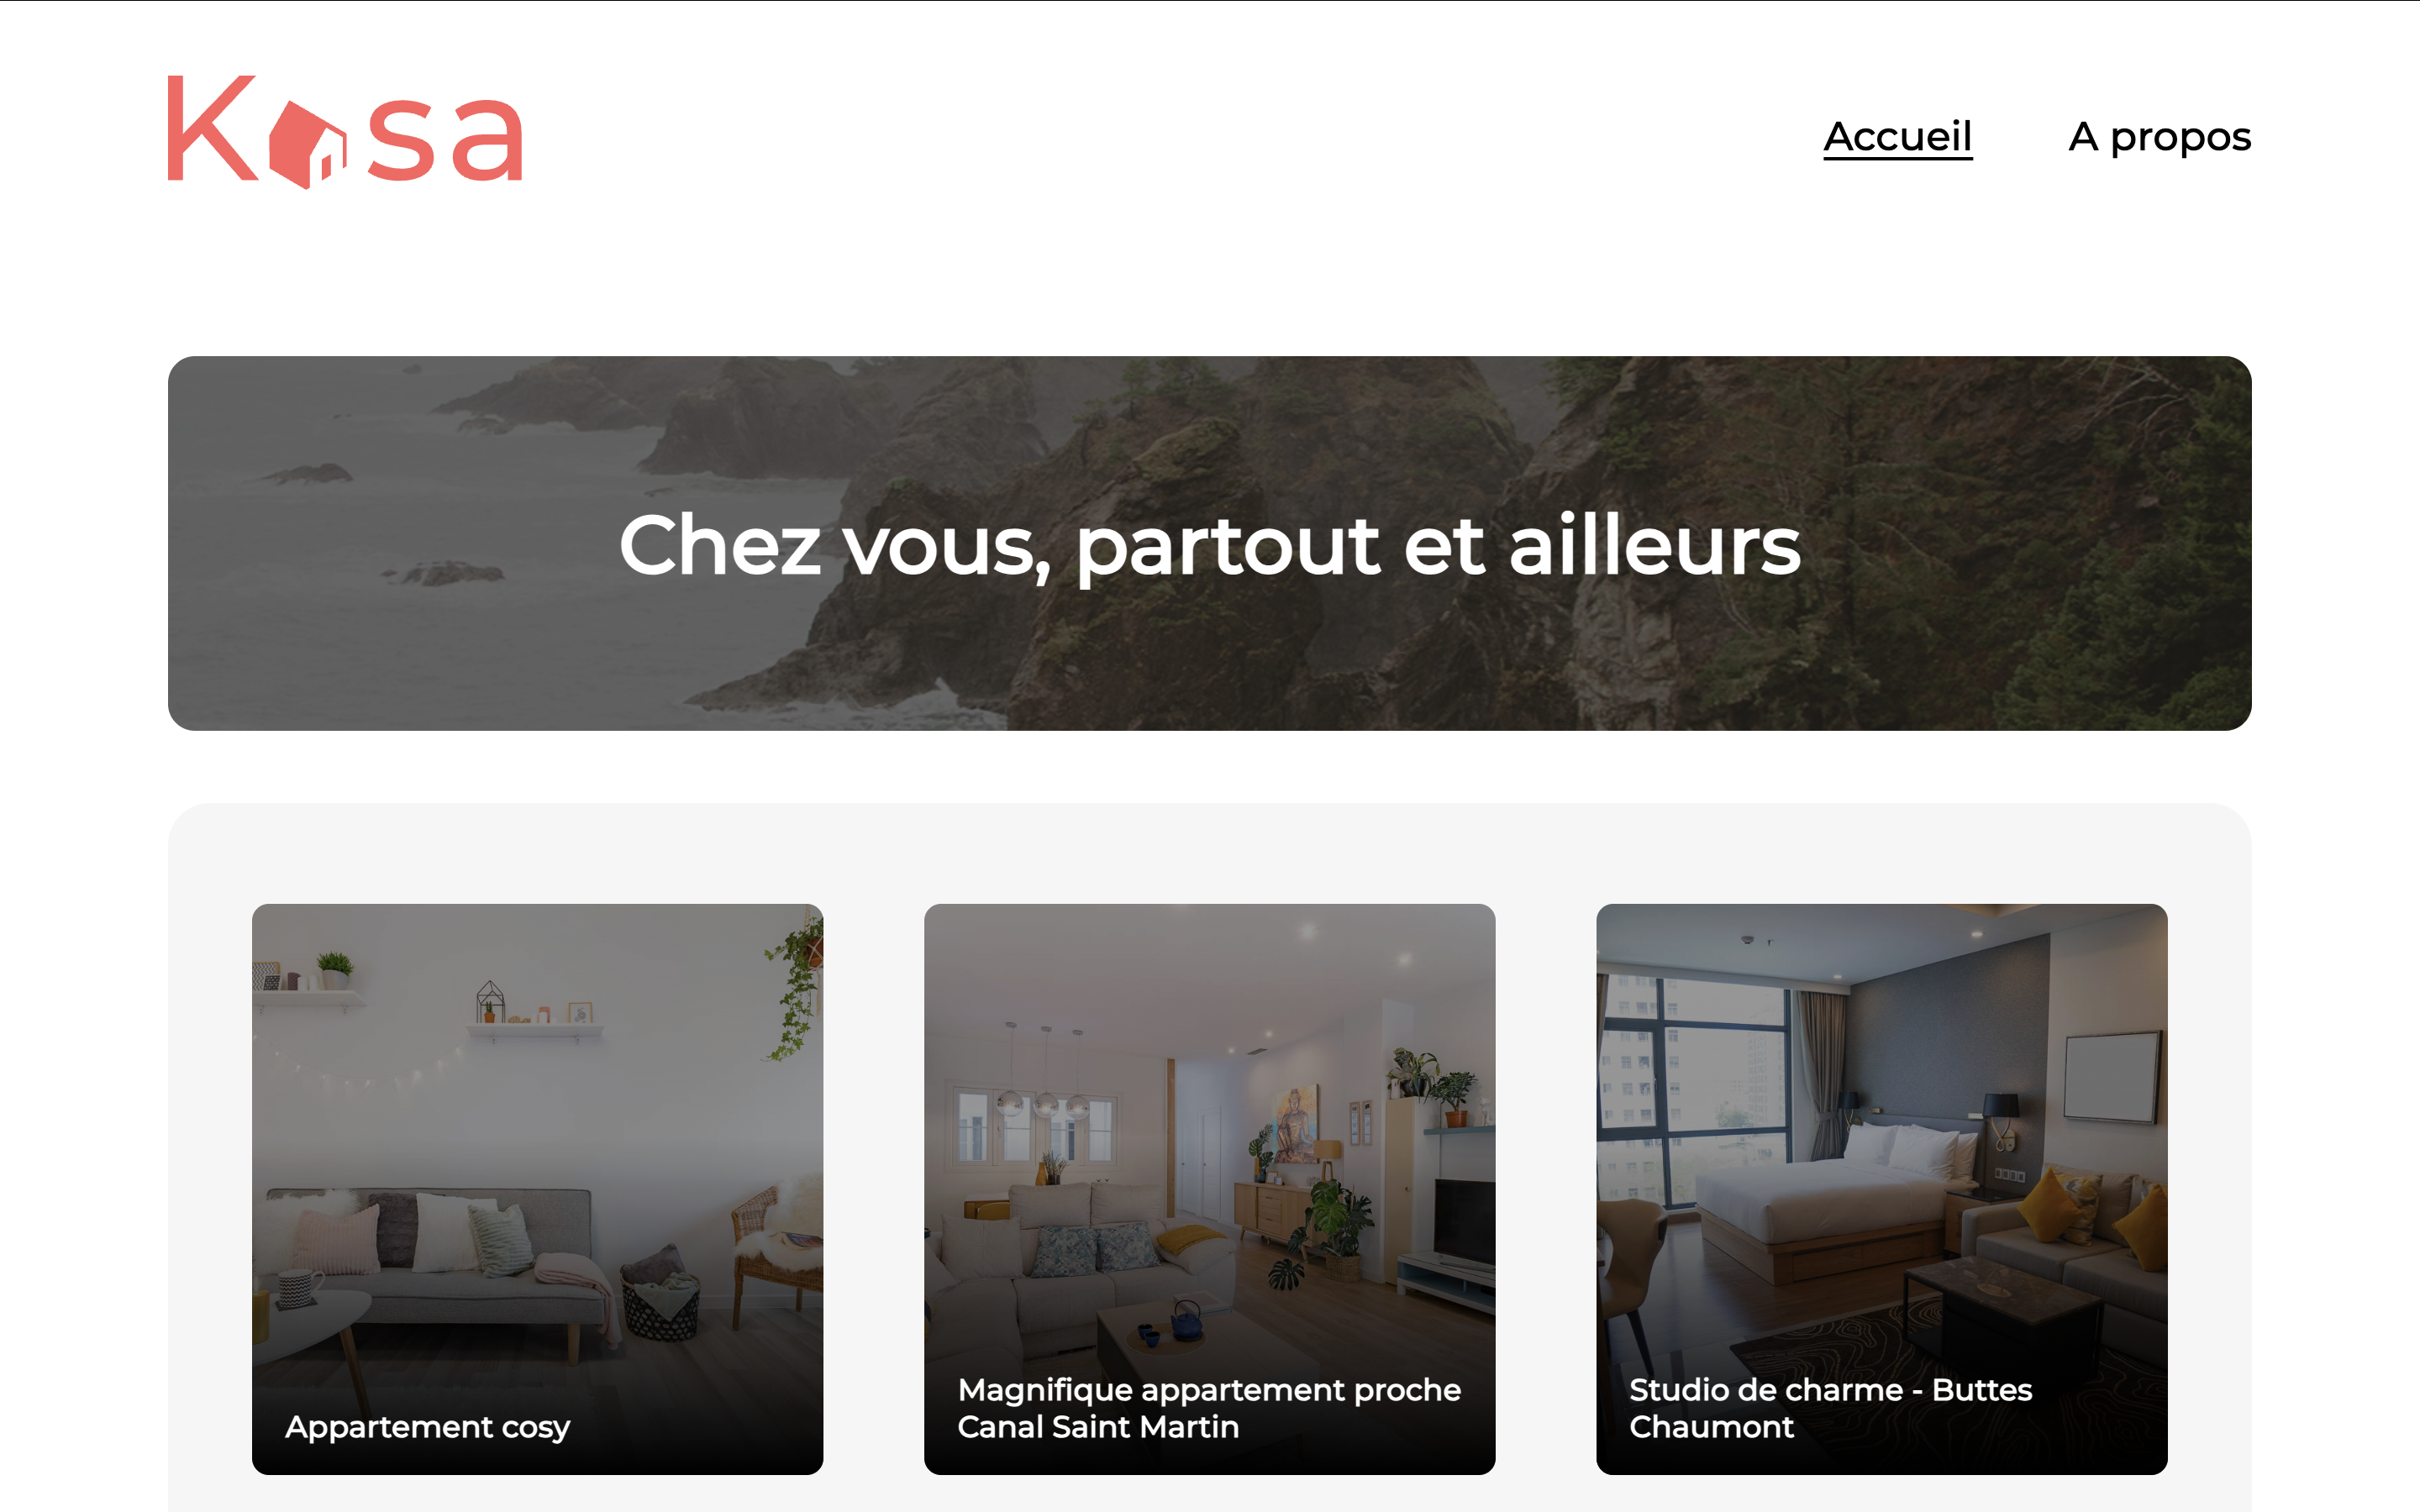 Kasa
Accueil
A propos
Chez vous, partout et ailleurs
Appartement cosy
Magnifique appartement proche
Canal Saint Martin
Studio de charme - Buttes
Chaumont